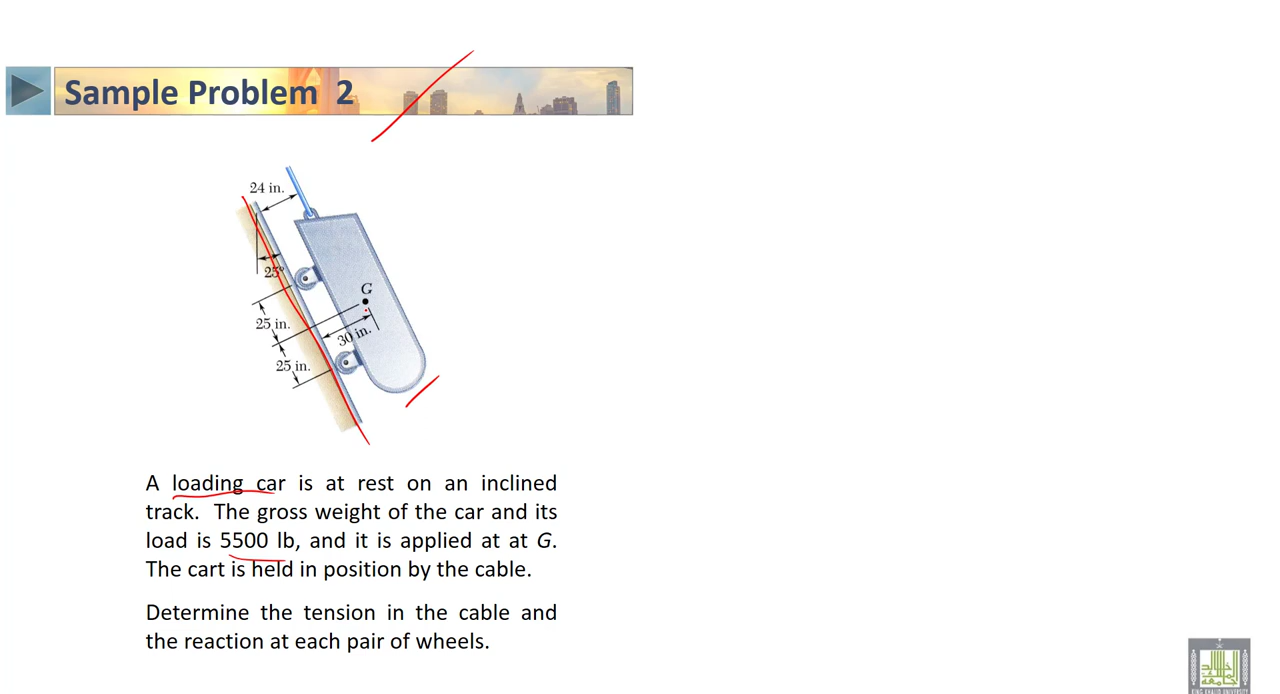 Sample Problem 2
24 in.
25°
G
25 in.
30 in.
25 in.
A loading car is at rest on an inclined
track. The gross weight of the car and its
load is 5500 lb, and it is applied at at G.
The cart is held in position by the cable.
Determine the tension in the cable and
the reaction at each pair of wheels.